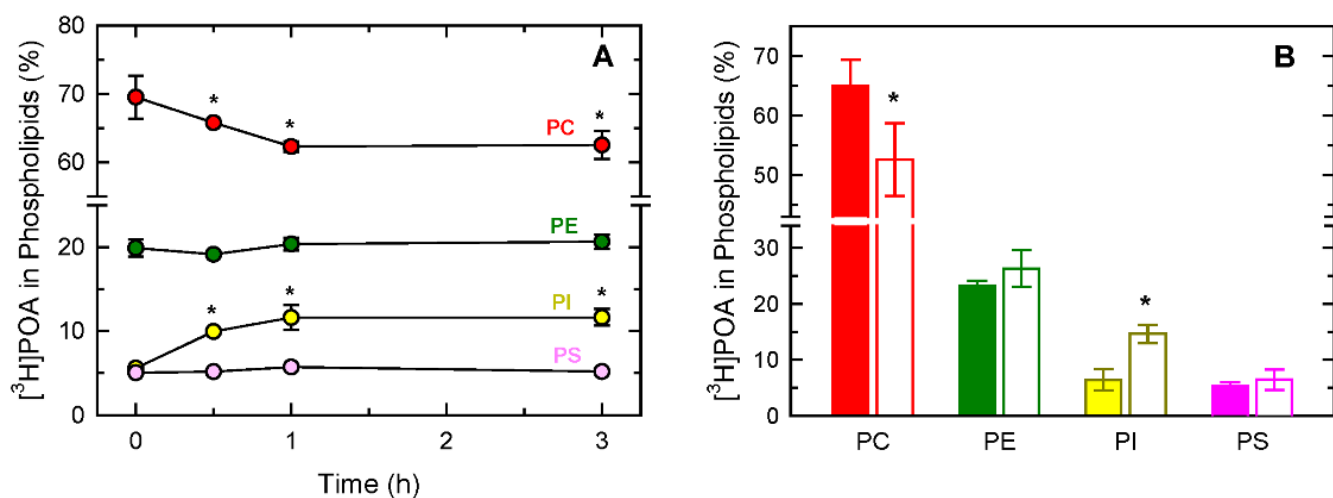 A
[³H]POA in Phospholipids (%)
80
70
60
20
10
0
PC
PE
PI
PS
*
*
*
*
*
*
0
1
2
3
Time (h)
B
[³H]POA in Phospholipids (%)
70
60
50
30
20
10
0
*
*
PC
PE
PI
PS